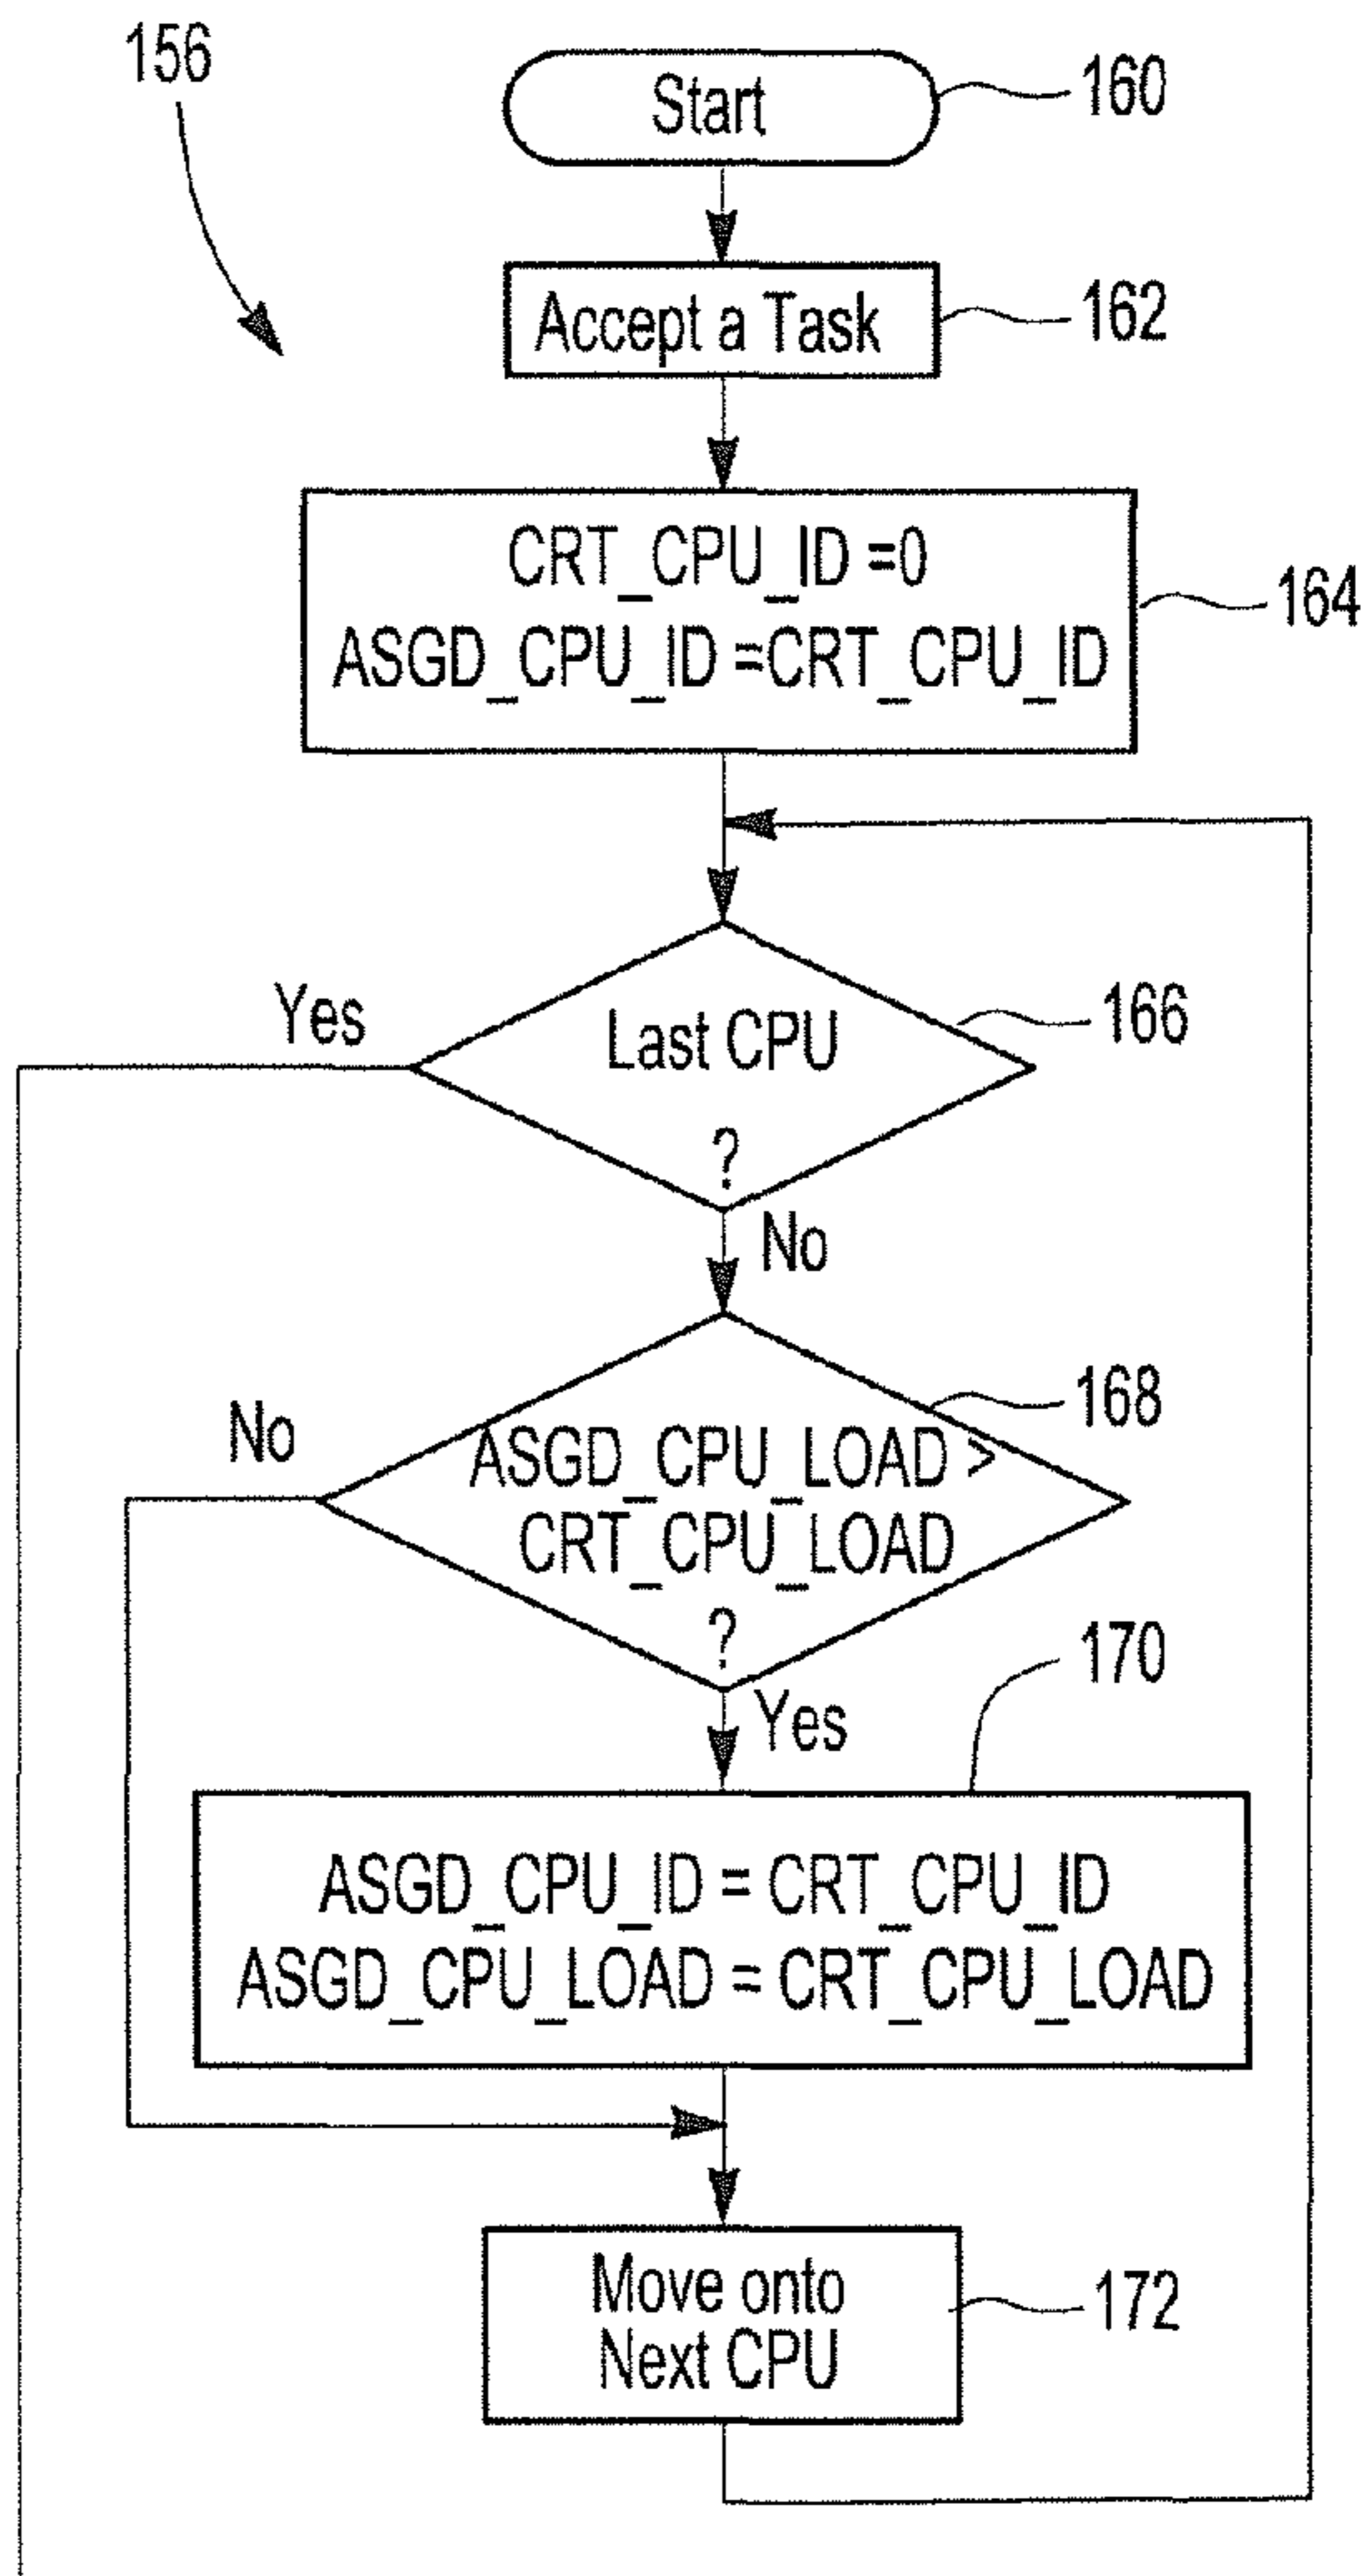 156
Start
160
Accept a Task
162
CRT_CPU_ID =0
ASGD_CPU_ID =CRT_CPU_ID
164
Yes
Last CPU
?
166
No
No
ASGD_CPU_LOAD >
CRT_CPU_LOAD
?
168
Yes
170
ASGD_CPU_ID = CRT_CPU_ID
ASGD_CPU_LOAD = CRT_CPU_LOAD
Move onto
Next CPU
172